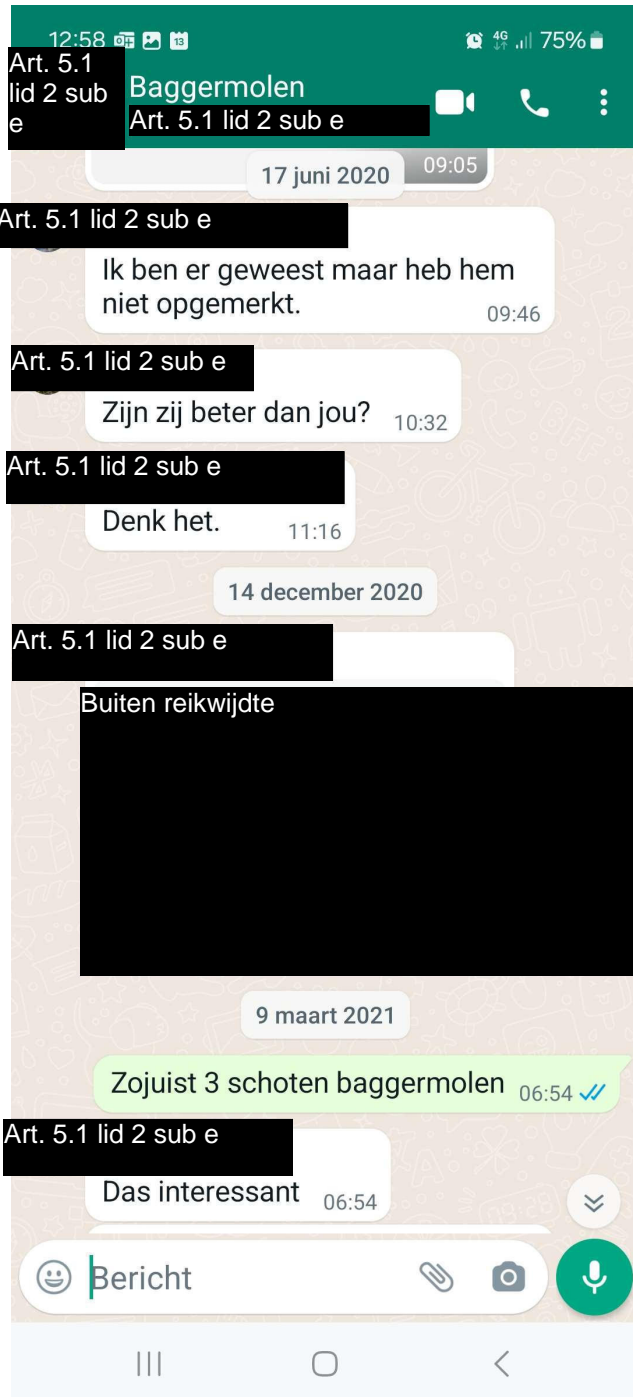 12:58 13 4G 75%
Art. 5.1
lid 2 sub
e
Baggermolen
Art. 5.1 lid 2 sub e
09:05
17 juni 2020
Art. 5.1 lid 2 sub e
Ik ben er geweest maar heb hem
niet opgemerkt.
09:46
Art. 5.1 lid 2 sub e
Zijn zij beter dan jou? 10:32
Art. 5.1 lid 2 sub e
Denk het. 11:16
14 december 2020
Art. 5.1 lid 2 sub e
Buiten reikwijdte
9 maart 2021
Zojuist 3 schoten baggermolen 06:54
Art. 5.1 lid 2 sub e
Das interessant 06:54
Bericht